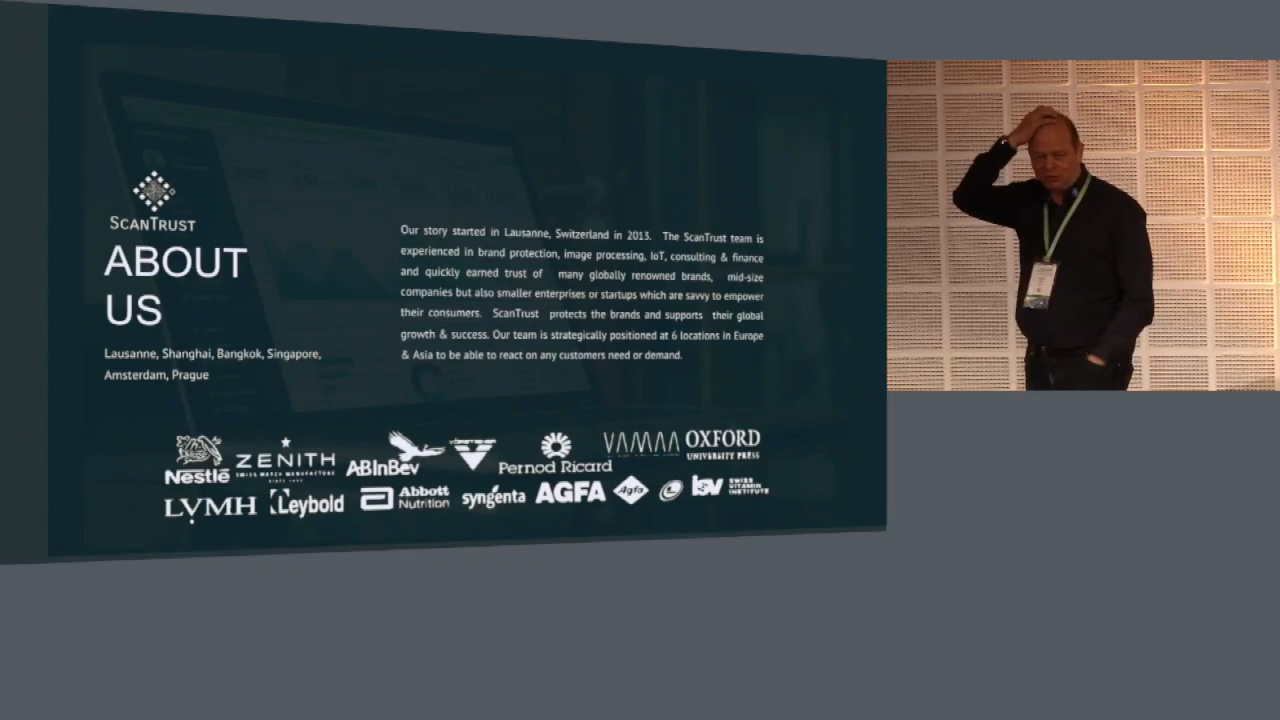 SCANTRUST
ABOUT
US
Lausanne, Shanghai, Bangkok, Singapore,
Amsterdam, Prague
Our story started in Lausanne, Switzerland in 2013. The ScanTrust team is
experienced in brand protection, image processing, IoT, consulting & finance
and quickly earned trust of many globally renowned brands, mid-size
companies but also smaller enterprises or startups which are savvy to empower
their consumers. ScanTrust protects the brands and supports their global
growth & success. Our team is strategically positioned at 6 locations in Europe
& Asia to be able to react on any customers need or demand.
Nestlé
ZENITH
SWISS WATCH MANUFACTURE
ABInBev
Pernod Ricard
OXFORD
UNIVERSITY PRESS
LVMH
Leybold
Abbott
Nutrition
syngenta
AGFA
Agfa
isv
SWISS
VITAMIN
INSTITUTE